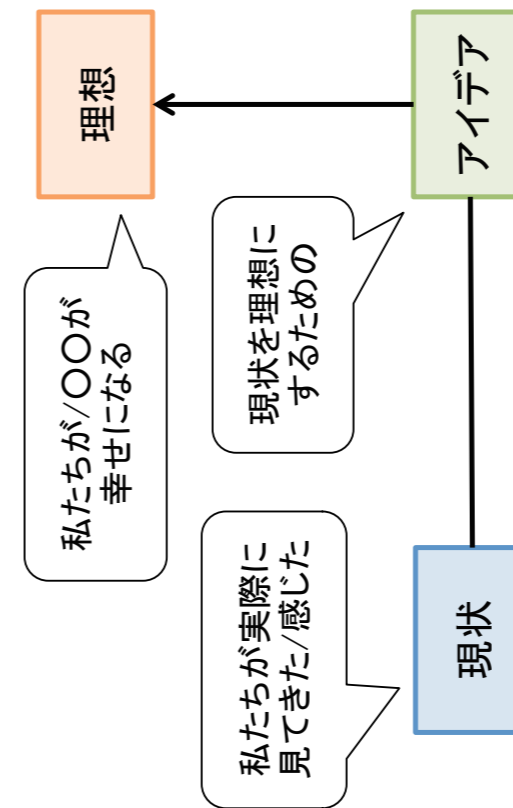 私たちが実際に
見てきた/感じた
現状
現状を理想に
するための
アイデア
私たちが/〇〇が
幸せになる
理想